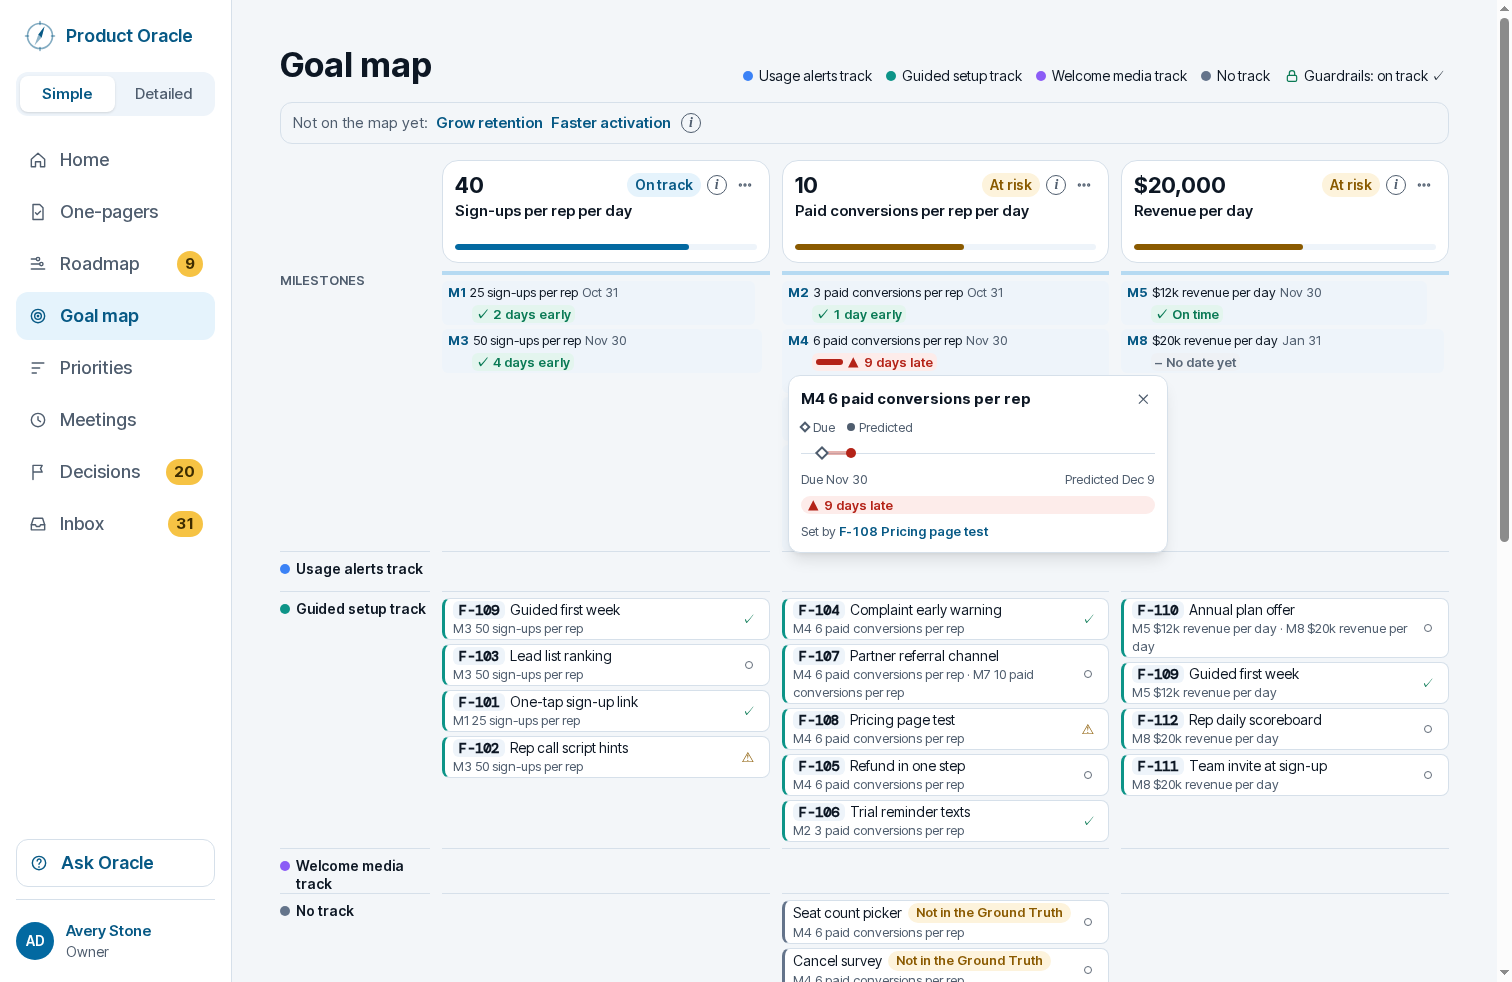 Product Oracle
Simple
Detailed
Home
One-pagers
Roadmap
9
Goal map
Priorities
Meetings
Decisions
20
Inbox
31
Ask Oracle
AD
Avery Stone
Owner
Goal map
Usage alerts track
Guided setup track
Welcome media track
No track
Guardrails: on track ✓
Not on the map yet: Grow retention Faster activation i
40
On track
i
Sign-ups per rep per day
10
At risk
i
Paid conversions per rep per day
$20,000
At risk
i
Revenue per day
MILESTONES
M1 25 sign-ups per rep Oct 31
✓ 2 days early
M3 50 sign-ups per rep Nov 30
✓ 4 days early
M2 3 paid conversions per rep Oct 31
✓ 1 day early
M4 6 paid conversions per rep Nov 30
▲ 9 days late
M5 $12k revenue per day Nov 30
✓ On time
M8 $20k revenue per day Jan 31
– No date yet
M4 6 paid conversions per rep
Due
Predicted
Due Nov 30
Predicted Dec 9
▲ 9 days late
Set by F-108 Pricing page test
Usage alerts track
Guided setup track
F-109 Guided first week
M3 50 sign-ups per rep
✓
F-103 Lead list ranking
M3 50 sign-ups per rep
○
F-101 One-tap sign-up link
M1 25 sign-ups per rep
✓
F-102 Rep call script hints
M3 50 sign-ups per rep
⚠
F-104 Complaint early warning
M4 6 paid conversions per rep
✓
F-107 Partner referral channel
M4 6 paid conversions per rep · M7 10 paid
conversions per rep
○
F-108 Pricing page test
M4 6 paid conversions per rep
⚠
F-105 Refund in one step
M4 6 paid conversions per rep
○
F-106 Trial reminder texts
M2 3 paid conversions per rep
✓
F-110 Annual plan offer
M5 $12k revenue per day · M8 $20k revenue per
day
○
F-109 Guided first week
M5 $12k revenue per day
✓
F-112 Rep daily scoreboard
M8 $20k revenue per day
○
F-111 Team invite at sign-up
M8 $20k revenue per day
○
Welcome media
track
No track
Seat count picker Not in the Ground Truth
M4 6 paid conversions per rep
○
Cancel survey Not in the Ground Truth
M4 6 paid conversions per rep
○